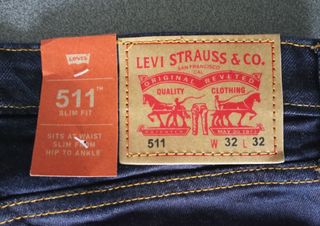 Levi's
511™
SLIM FIT
SITS AT WAIST
SLIM FROM
HIP TO ANKLE
LEVI STRAUSS & CO.
SAN FRANCISCO
CAL.
ORIGINAL RIVETED
QUALITY CLOTHING
MAY 20, 1873
511 W 32 L 32